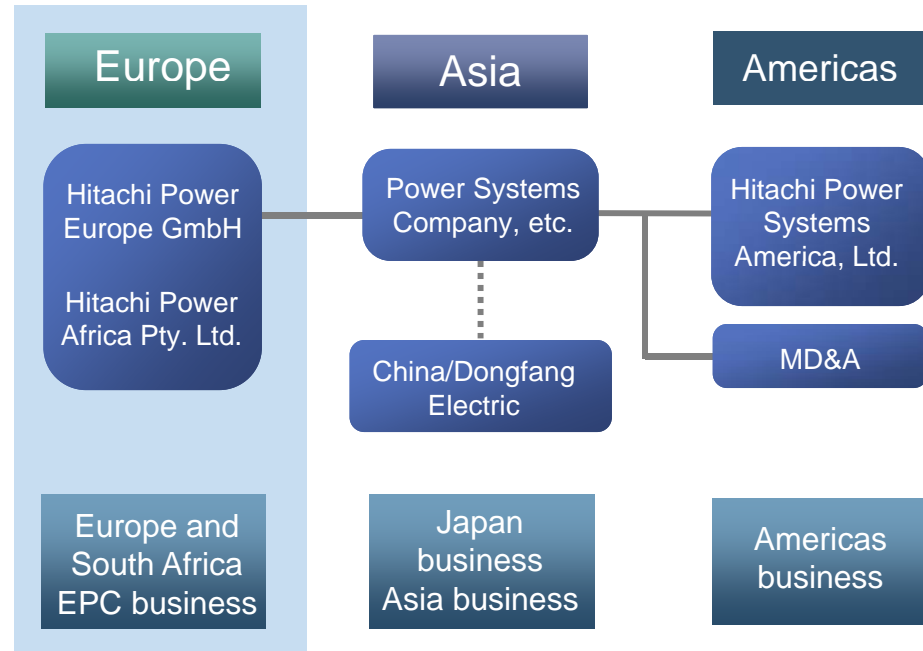 Europe
Asia
Americas
Hitachi Power
Europe GmbH
Hitachi Power
Africa Pty. Ltd.
Power Systems
Company, etc.
Hitachi Power
Systems
America, Ltd.
China/Dongfang
Electric
MD&A
Europe and
South Africa
EPC business
Japan
business
Asia business
Americas
business